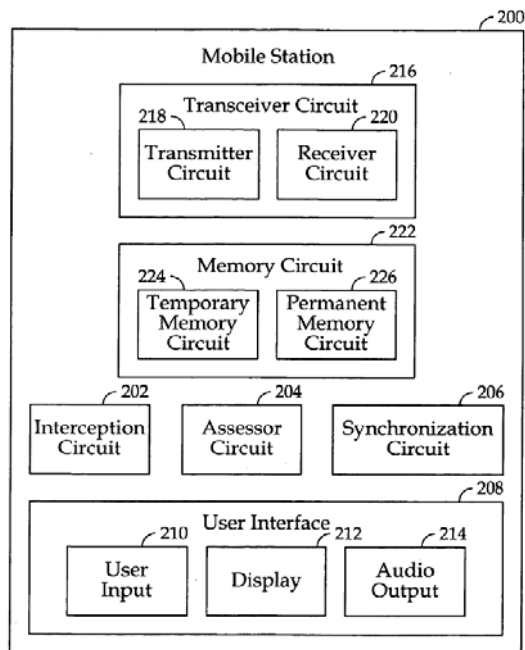 200
Mobile Station
216
Transceiver Circuit
218
220
Transmitter
Circuit
Receiver
Circuit
222
Memory Circuit
224
226
Temporary
Memory
Circuit
Permanent
Memory
Circuit
202
204
206
Interception
Circuit
Assessor
Circuit
Synchronization
Circuit
208
User Interface
210
212
214
User
Input
Display
Audio
Output